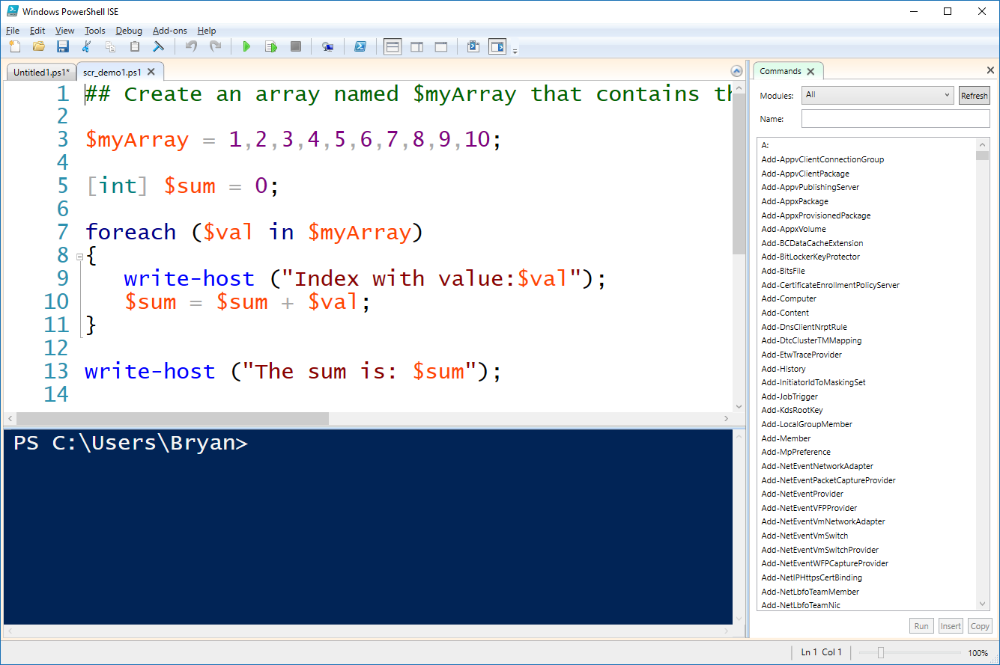 Windows PowerShell ISE
File Edit View Tools Debug Add-ons Help
Untitled1.ps1* scr_demo1.ps1
1 ## Create an array named $myArray that contains th
2
3 $myArray = 1,2,3,4,5,6,7,8,9,10;
4
5 [int] $sum = 0;
6
7 foreach ($val in $myArray)
8 {
9 write-host ("Index with value:$val");
10 $sum = $sum + $val;
11 }
12
13 write-host ("The sum is: $sum");
14
PS C:\Users\Bryan>
Commands
Modules: All Refresh
Name:
A:
Add-AppvClientConnectionGroup
Add-AppvClientPackage
Add-AppvPublishingServer
Add-AppxPackage
Add-AppxProvisionedPackage
Add-AppxVolume
Add-BCDataCacheExtension
Add-BitLockerKeyProtector
Add-BitsFile
Add-CertificateEnrollmentPolicyServer
Add-Computer
Add-Content
Add-DnsClientNrptRule
Add-DtcClusterTMMapping
Add-EtwTraceProvider
Add-History
Add-InitiatorIdToMaskingSet
Add-JobTrigger
Add-KdsRootKey
Add-LocalGroupMember
Add-Member
Add-MpPreference
Add-NetEventNetworkAdapter
Add-NetEventPacketCaptureProvider
Add-NetEventProvider
Add-NetEventVFPProvider
Add-NetEventVmNetworkAdapter
Add-NetEventVmSwitch
Add-NetEventVmSwitchProvider
Add-NetEventWFPCaptureProvider
Add-NetIPHttpsCertBinding
Add-NetLbfoTeamMember
Add-NetLbfoTeamNic
Run Insert Copy
Ln 1 Col 1 100%